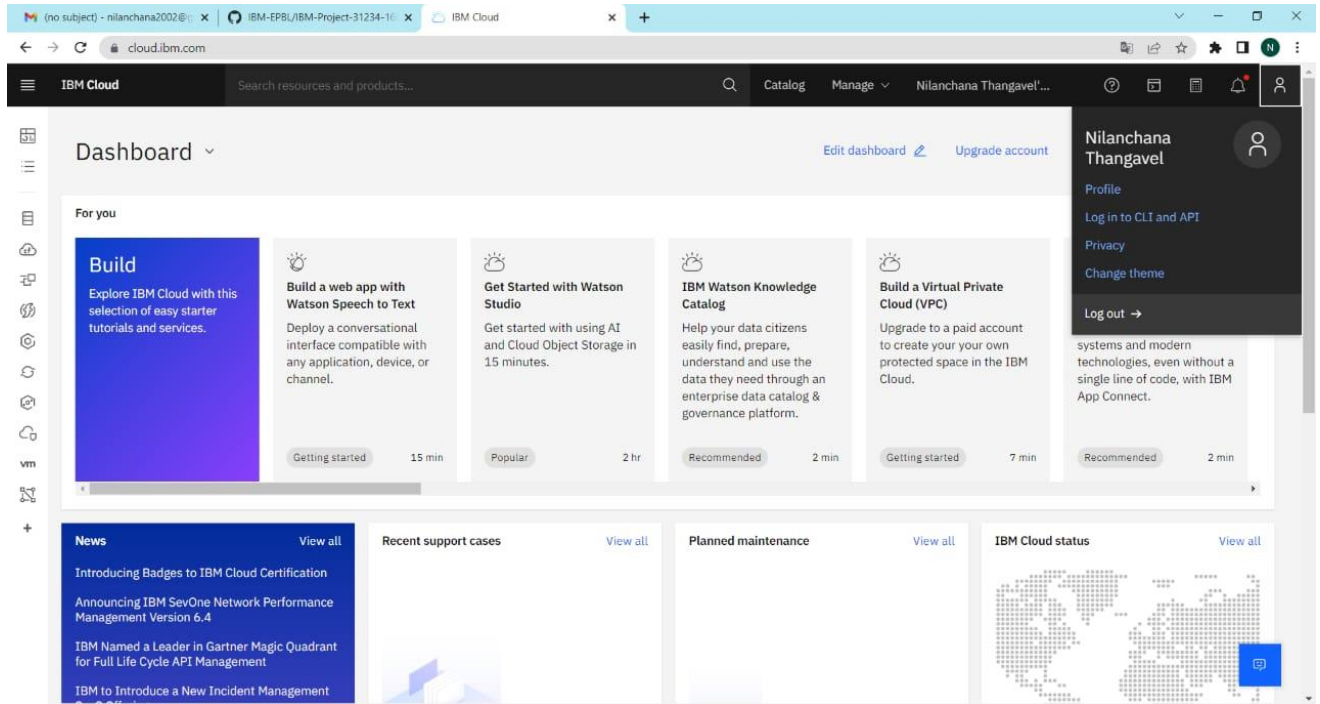 (no subject) - nilanchana2002@g
IBM-EPBL/IBM-Project-31234-16
IBM Cloud
cloud.ibm.com
N
IBM Cloud
Search resources and products...
Catalog
Manage
Nilanchana Thangavel'...
Dashboard
Edit dashboard
Upgrade account
Nilanchana
Thangavel
Profile
Log in to CLI and API
Privacy
Change theme
Log out →
For you
Build
Explore IBM Cloud with this
selection of easy starter
tutorials and services.
Build a web app with
Watson Speech to Text
Deploy a conversational
interface compatible with
any application, device, or
channel.
Getting started 15 min
Get Started with Watson
Studio
Get started with using AI
and Cloud Object Storage in
15 minutes.
Popular 2 hr
IBM Watson Knowledge
Catalog
Help your data citizens
easily find, prepare,
understand and use the
data they need through an
enterprise data catalog &
governance platform.
Recommended 2 min
Build a Virtual Private
Cloud (VPC)
Upgrade to a paid account
to create your your own
protected space in the IBM
Cloud.
Getting started 7 min
systems and modern
technologies, even without a
single line of code, with IBM
App Connect.
Recommended 2 min
vm
News View all
Introducing Badges to IBM Cloud Certification
Announcing IBM SevOne Network Performance
Management Version 6.4
IBM Named a Leader in Gartner Magic Quadrant
for Full Life Cycle API Management
IBM to Introduce a New Incident Management
Recent support cases View all
Planned maintenance View all
IBM Cloud status View all